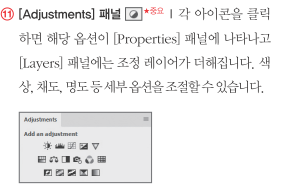 ⑪ [Adjustments] 패널 *중요 | 각 아이콘을 클릭
하면 해당 옵션이 [Properties] 패널에 나타나고
[Layers] 패널에는 조정 레이어가 더해집니다. 색
상, 채도, 명도 등 세부 옵션을 조절할 수 있습니다.
Adjustments
Add an adjustment